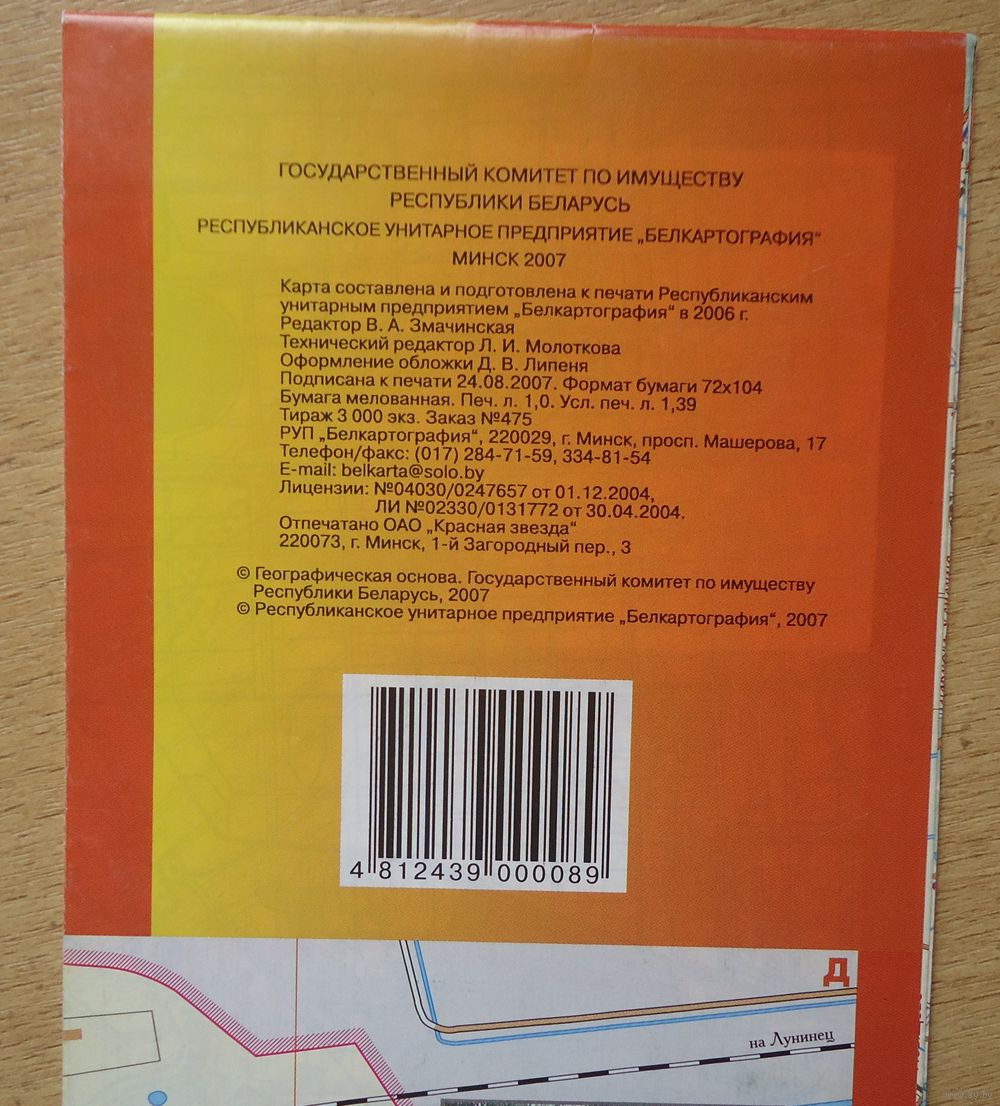 ГОСУДАРСТВЕННЫЙ КОМИТЕТ ПО ИМУЩЕСТВУ
РЕСПУБЛИКИ БЕЛАРУСЬ
РЕСПУБЛИКАНСКОЕ УНИТАРНОЕ ПРЕДПРИЯТИЕ „БЕЛКАРТОГРАФИЯ“
МИНСК 2007
Карта составлена и подготовлена к печати Республиканским
унитарным предприятием „Белкартография“ в 2006 г.
Редактор В. А. Змачинская
Технический редактор Л. И. Молоткова
Оформление обложки Д. В. Липеня
Подписана к печати 24.08.2007. Формат бумаги 72х104
Бумага мелованная. Печ. л. 1,0. Усл. печ. л. 1,39
Тираж 3 000 экз. Заказ №475
РУП „Белкартография“, 220029, г. Минск, просп. Машерова, 17
Телефон/факс: (017) 284-71-59, 334-81-54
E-mail: belkarta@solo.by
Лицензии: №04030/0247657 от 01.12.2004,
ЛИ №02330/0131772 от 30.04.2004.
Отпечатано ОАО „Красная звезда“
220073, г. Минск, 1-й Загородный пер., 3
© Географическая основа. Государственный комитет по имуществу
Республики Беларусь, 2007
© Республиканское унитарное предприятие „Белкартография“, 2007
4 812439 000089
Д
на Лунинец
www.ay.by